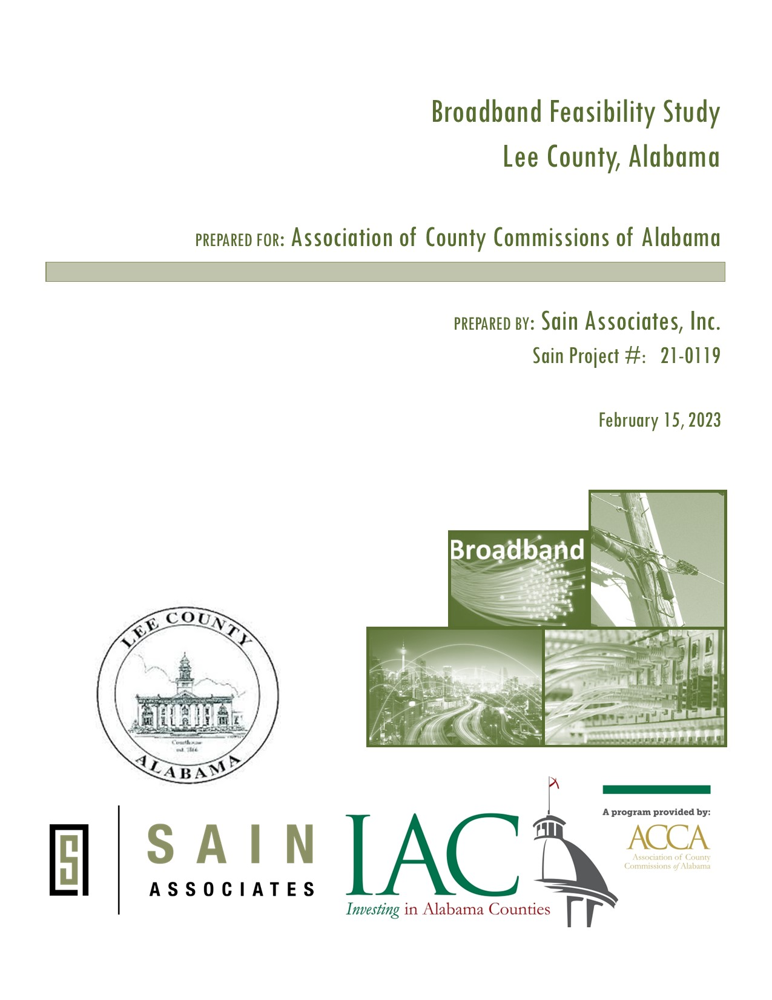 Broadband Feasibility Study
Lee County, Alabama
PREPARED FOR: Association of County Commissions of Alabama
PREPARED BY: Sain Associates, Inc.
Sain Project #: 21-0119
February 15, 2023
Broadband
LEE COUNTY
Courthouse
est. 1866
ALABAMA
S
SAIN
ASSOCIATES
IAC
Investing in Alabama Counties
A program provided by:
ACCA
Association of County
Commissions of Alabama